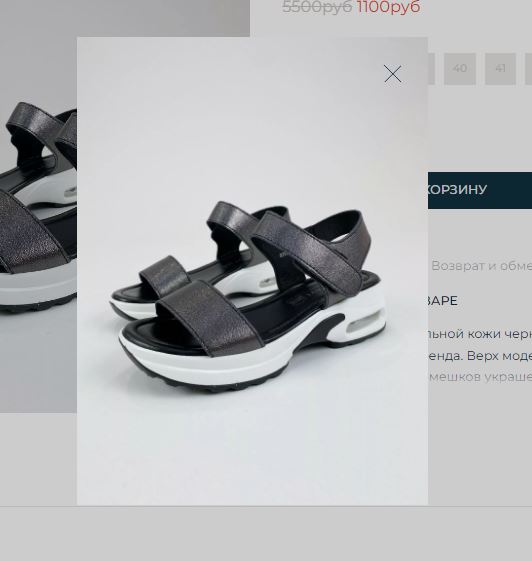 5500руб 1100руб
40 41
КОРЗИНУ
Возврат и обме
ВАРЕ
льной кожи черн
енда. Верх моде
мешков украше